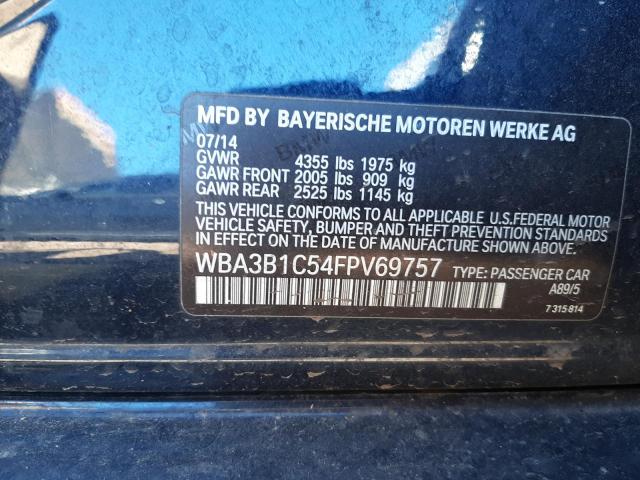 MFD BY BAYERISCHE MOTOREN WERKE AG
07/14
GVWR 4355 lbs 1975 kg
GAWR FRONT 2005 lbs 909 kg
GAWR REAR 2525 lbs 1145 kg
THIS VEHICLE CONFORMS TO ALL APPLICABLE U.S.FEDERAL MOTOR
VEHICLE SAFETY, BUMPER AND THEFT PREVENTION STANDARDS
IN EFFECT ON THE DATE OF MANUFACTURE SHOWN ABOVE.
WBA3B1C54FPV69757 TYPE: PASSENGER CAR
A89/5
7 315 814